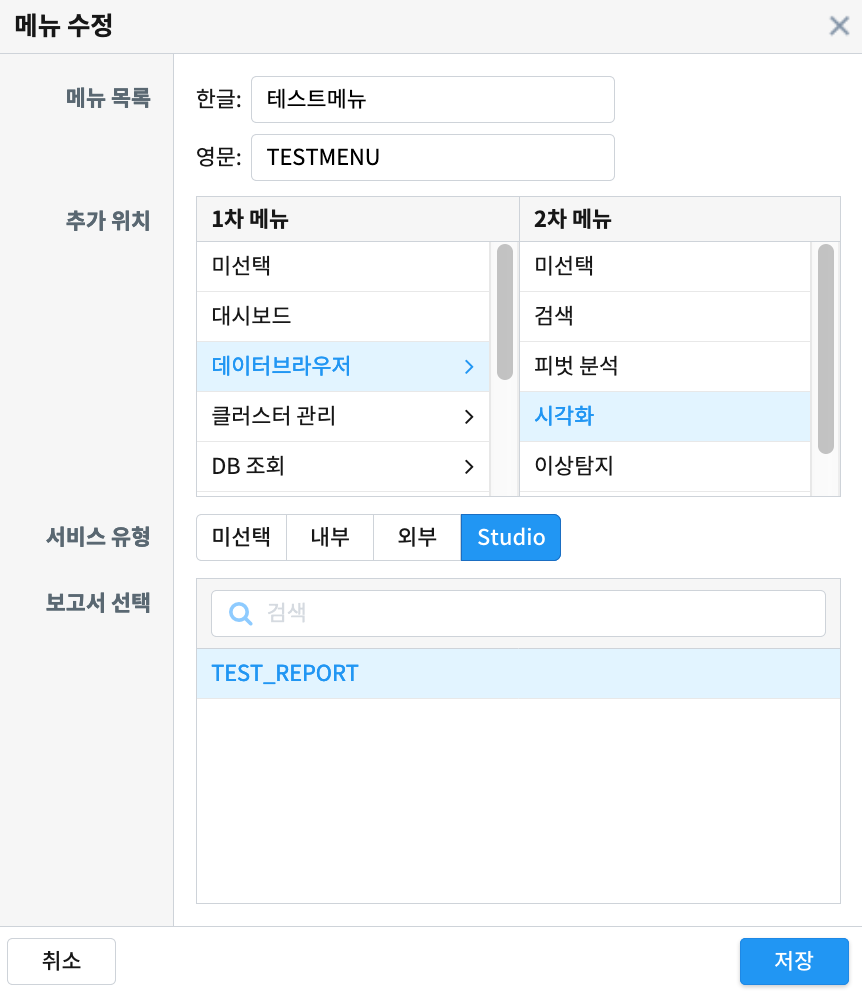 메뉴 수정
메뉴 목록
한글: 테스트메뉴
영문: TESTMENU
추가 위치
1차 메뉴 2차 메뉴
미선택 미선택
대시보드 검색
데이터브라우저 피벗 분석
클러스터 관리 시각화
DB 조회 이상탐지
서비스 유형 미선택 내부 외부 Studio
보고서 선택
검색
TEST_REPORT
취소 저장